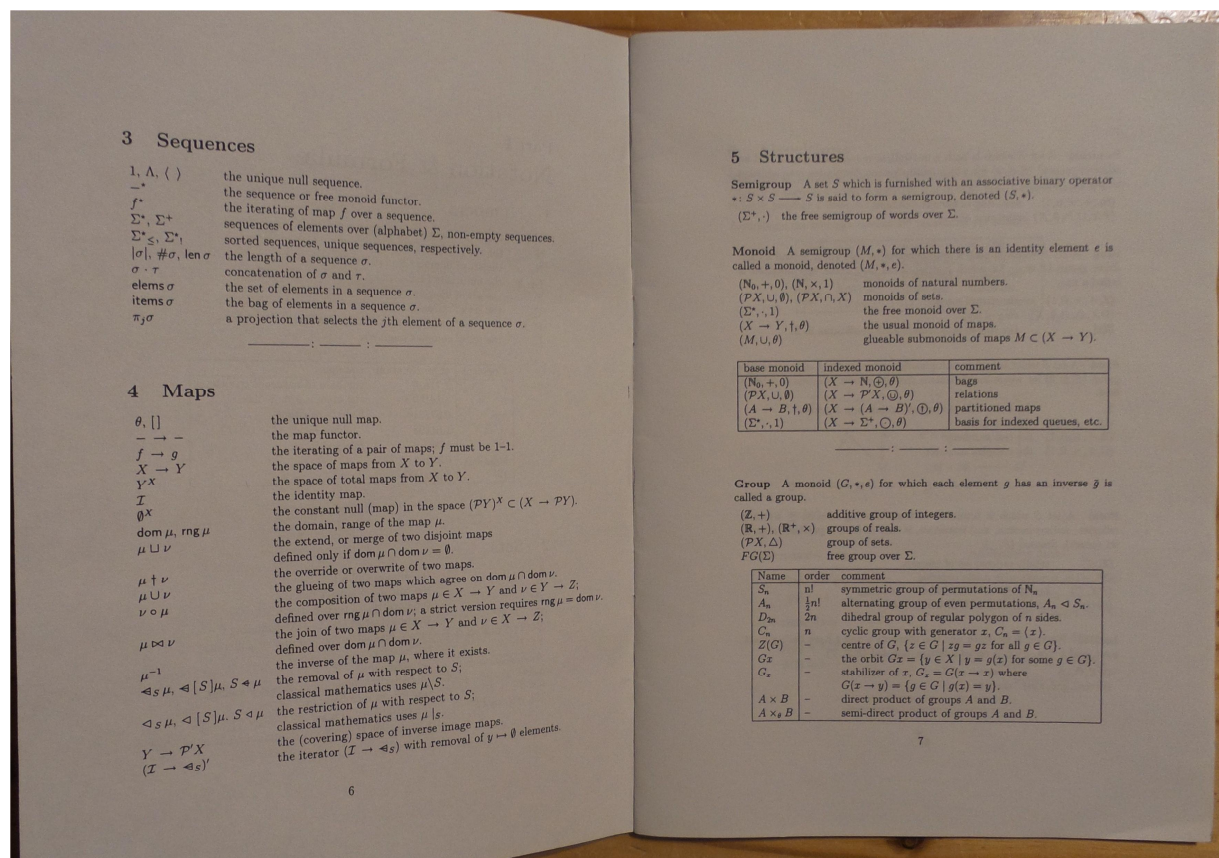 3 Sequences
1, Λ, ⟨ ⟩ the unique null sequence.
—* the sequence or free monoid functor.
f* the iterating of map f over a sequence.
Σ*, Σ+ sequences of elements over (alphabet) Σ, non-empty sequences.
Σ*≤, Σ*! sorted sequences, unique sequences, respectively.
|σ|, #σ, len σ the length of a sequence σ.
σ · τ concatenation of σ and τ.
elems σ the set of elements in a sequence σ.
items σ the bag of elements in a sequence σ.
πjσ a projection that selects the jth element of a sequence σ.
4 Maps
θ, [] the unique null map.
— → — the map functor.
f → g the iterating of a pair of maps; f must be 1–1.
X → Y the space of maps from X to Y.
Y^X the space of total maps from X to Y.
I the identity map.
∅^X the constant null (map) in the space (PY)^X ⊂ (X → PY).
dom μ, rng μ the domain, range of the map μ.
μ ⊔ ν the extend, or merge of two disjoint maps
defined only if dom μ ∩ dom ν = ∅.
μ † ν the override or overwrite of two maps.
μ ∪ ν the glueing of two maps which agree on dom μ ∩ dom ν.
ν ∘ μ the composition of two maps μ ∈ X → Y and ν ∈ Y → Z;
defined over rng μ ∩ dom ν; a strict version requires rng μ = dom ν.
μ ⋈ ν the join of two maps μ ∈ X → Y and ν ∈ X → Z;
defined over dom μ ∩ dom ν.
μ⁻¹ the inverse of the map μ, where it exists.
⩤S μ, ⩤[S]μ, S ⩤ μ the removal of μ with respect to S;
classical mathematics uses μ\S.
◁S μ, ◁[S]μ, S ◁ μ the restriction of μ with respect to S;
classical mathematics uses μ |S.
Y → P′X the (covering) space of inverse image maps.
(I → ⩤S)′ the iterator (I → ⩤S) with removal of y ↦ ∅ elements.
6
5 Structures
Semigroup A set S which is furnished with an associative binary operator
*: S × S —— S is said to form a semigroup, denoted (S, *).
(Σ+, ·) the free semigroup of words over Σ.
Monoid A semigroup (M, *) for which there is an identity element e is
called a monoid, denoted (M, *, e).
(N₀, +, 0), (N, ×, 1) monoids of natural numbers.
(PX, ∪, ∅), (PX, ∩, X) monoids of sets.
(Σ*, ·, 1) the free monoid over Σ.
(X → Y, †, θ) the usual monoid of maps.
(M, ∪, θ) glueable submonoids of maps M ⊂ (X → Y).
base monoid indexed monoid comment
(N₀, +, 0) (X → N, ⊕, θ) bags
(PX, ∪, ∅) (X → P′X, Ⓤ, θ) relations
(A → B, †, θ) (X → (A → B)′, ⓣ, θ) partitioned maps
(Σ*, ·, 1) (X → Σ+, ⊙, θ) basis for indexed queues, etc.
Group A monoid (G, *, e) for which each element g has an inverse g̃ is
called a group.
(Z, +) additive group of integers.
(R, +), (R+, ×) groups of reals.
(PX, △) group of sets.
FG(Σ) free group over Σ.
Name order comment
Sn n! symmetric group of permutations of Nn
An ½n! alternating group of even permutations, An ◁ Sn.
D2n 2n dihedral group of regular polygon of n sides.
Cn n cyclic group with generator x, Cn = ⟨x⟩.
Z(G) – centre of G, {z ∈ G | zg = gz for all g ∈ G}.
Gx – the orbit Gx = {y ∈ X | y = g(x) for some g ∈ G}.
Gx – stabilizer of x, Gx = G(x → x) where
G(x → y) = {g ∈ G | g(x) = y}.
A × B – direct product of groups A and B.
A ×θ B – semi-direct product of groups A and B.
7